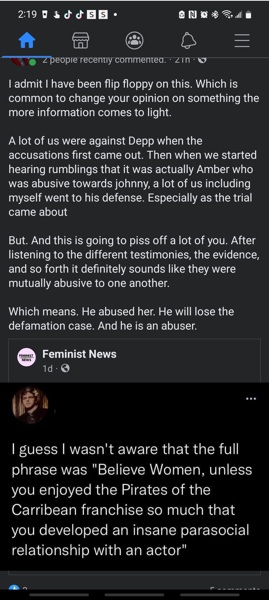 2:19
2 people recently commented. · 21h ·
I admit I have been flip floppy on this. Which is
common to change your opinion on something the
more information comes to light.
A lot of us were against Depp when the
accusations first came out. Then when we started
hearing rumblings that it was actually Amber who
was abusive towards johnny, a lot of us including
myself went to his defense. Especially as the trial
came about
But. And this is going to piss off a lot of you. After
listening to the different testimonies, the evidence,
and so forth it definitely sounds like they were
mutually abusive to one another.
Which means. He abused her. He will lose the
defamation case. And he is an abuser.
Feminist News
1d ·
I guess I wasn't aware that the full
phrase was "Believe Women, unless
you enjoyed the Pirates of the
Carribean franchise so much that
you developed an insane parasocial
relationship with an actor"